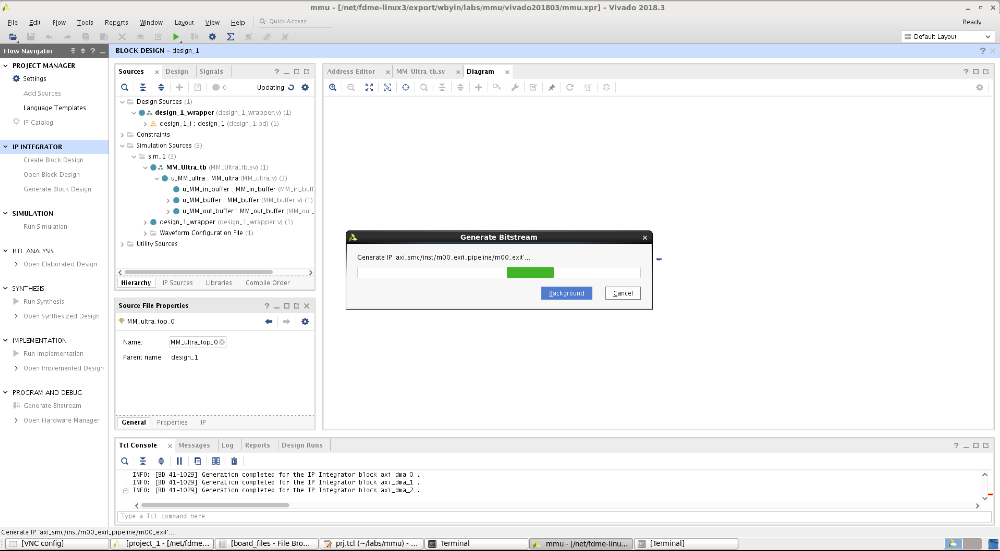 mmu - [/net/fdme-linux3/export/wbyin/labs/mmu/vivado201803/mmu.xpr] - Vivado 2018.3
File Edit Flow Tools Reports Window Layout View Help Quick Access Ready
Default Layout
Flow Navigator
PROJECT MANAGER
Settings
Add Sources
Language Templates
IP Catalog
IP INTEGRATOR
Create Block Design
Open Block Design
Generate Block Design
SIMULATION
Run Simulation
RTL ANALYSIS
Open Elaborated Design
SYNTHESIS
Run Synthesis
Open Synthesized Design
IMPLEMENTATION
Run Implementation
Open Implemented Design
PROGRAM AND DEBUG
Generate Bitstream
Open Hardware Manager
BLOCK DESIGN - design_1
Sources Design Signals
0 Updating
Design Sources (1)
design_1_wrapper (design_1_wrapper.v) (1)
design_1_i : design_1 (design_1.bd) (1)
Constraints
Simulation Sources (3)
sim_1 (3)
MM_Ultra_tb (MM_Ultra_tb.sv) (1)
u_MM_ultra : MM_ultra (MM_ultra.v) (3)
u_MM_in_buffer : MM_in_buffer (MM_in_buff
u_MM_buffer : MM_buffer (MM_buffer.v) (1)
u_MM_out_buffer : MM_out_buffer (MM_out_
design_1_wrapper (design_1_wrapper.v) (1)
Waveform Configuration File (1)
Utility Sources
Hierarchy IP Sources Libraries Compile Order
Source File Properties
MM_ultra_top_0
Name: MM_ultra_top_0
Parent name: design_1
General Properties IP
Address Editor MM_Ultra_tb.sv Diagram
Generate Bitstream
Generate IP 'axi_smc/inst/m00_exit_pipeline/m00_exit'...
Background Cancel
Tcl Console Messages Log Reports Design Runs
INFO: [BD 41-1029] Generation completed for the IP Integrator block axi_dma_0 .
INFO: [BD 41-1029] Generation completed for the IP Integrator block axi_dma_1 .
INFO: [BD 41-1029] Generation completed for the IP Integrator block axi_dma_2 .
Type a Tcl command here
Generate IP 'axi_smc/inst/m00_exit_pipeline/m00_exit'...
[VNC config] [project_1 - [/net/fdme... [board_files - File Bro... prj.tcl (~/labs/mmu) - ... Terminal mmu - [/net/fdme-linu... [Terminal]